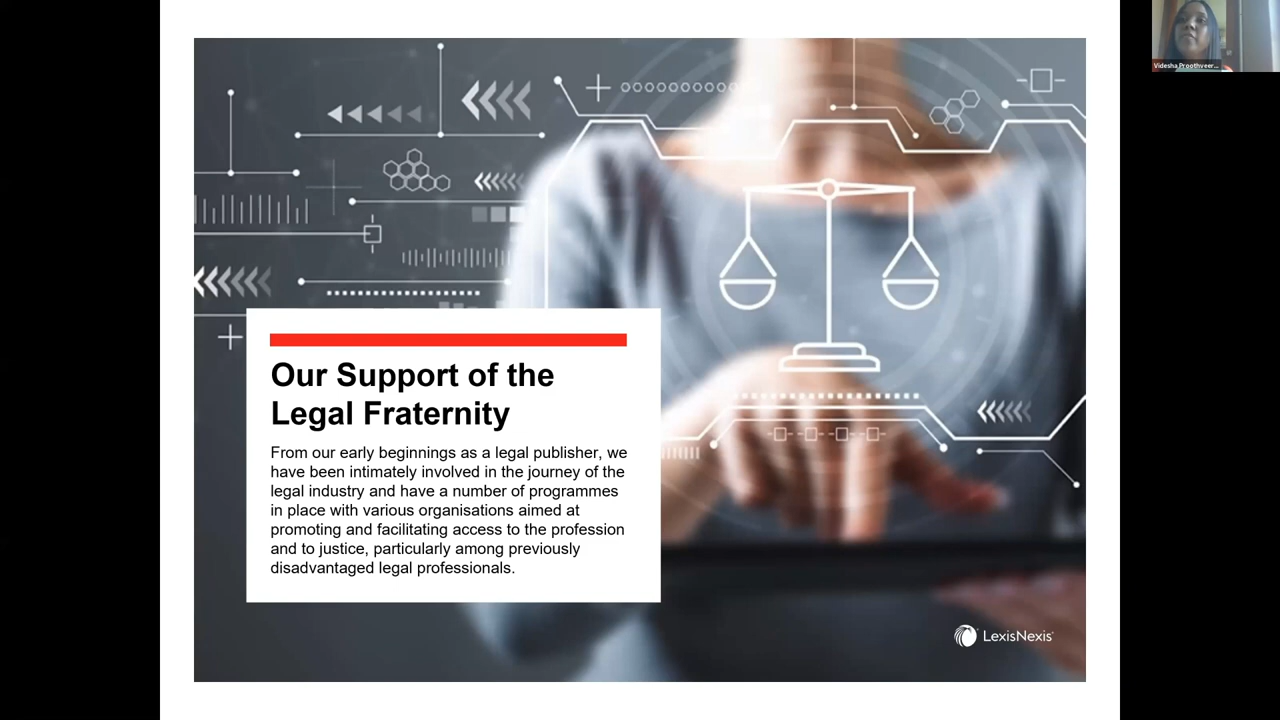 Videsha Proothveer...
Our Support of the
Legal Fraternity
From our early beginnings as a legal publisher, we
have been intimately involved in the journey of the
legal industry and have a number of programmes
in place with various organisations aimed at
promoting and facilitating access to the profession
and to justice, particularly among previously
disadvantaged legal professionals.
LexisNexis